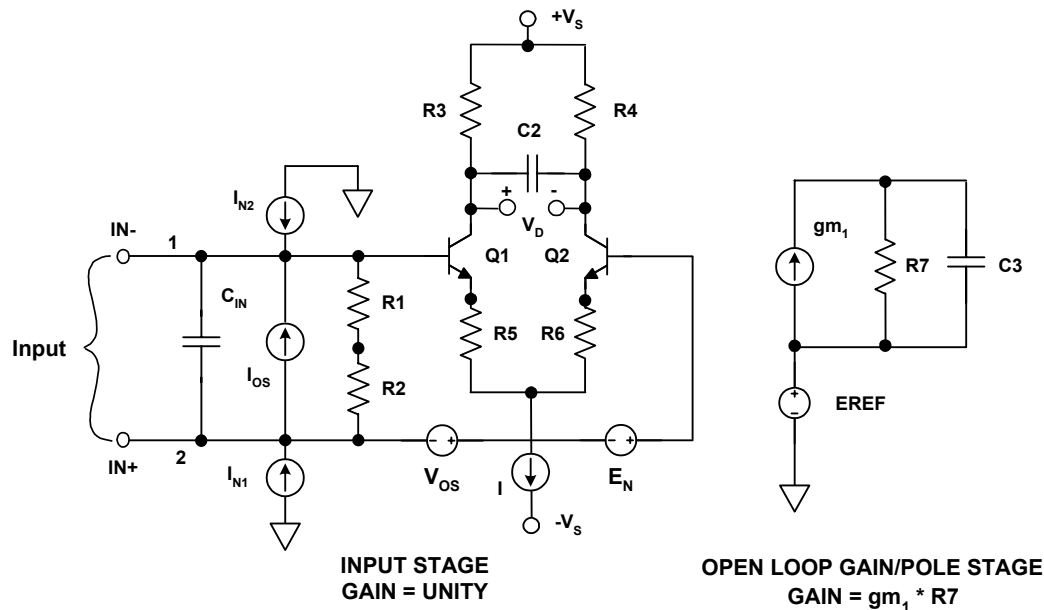 +VS
R3
R4
C2
IN2
+
-
VD
gm1
IN-
1
Q1
Q2
R7
C3
CIN
R1
Input
IOS
R5
R6
R2
EREF
+
-
IN+
2
- +
- +
IN1
VOS
I
EN
-VS
INPUT STAGE
GAIN = UNITY
OPEN LOOP GAIN/POLE STAGE
GAIN = gm1 * R7